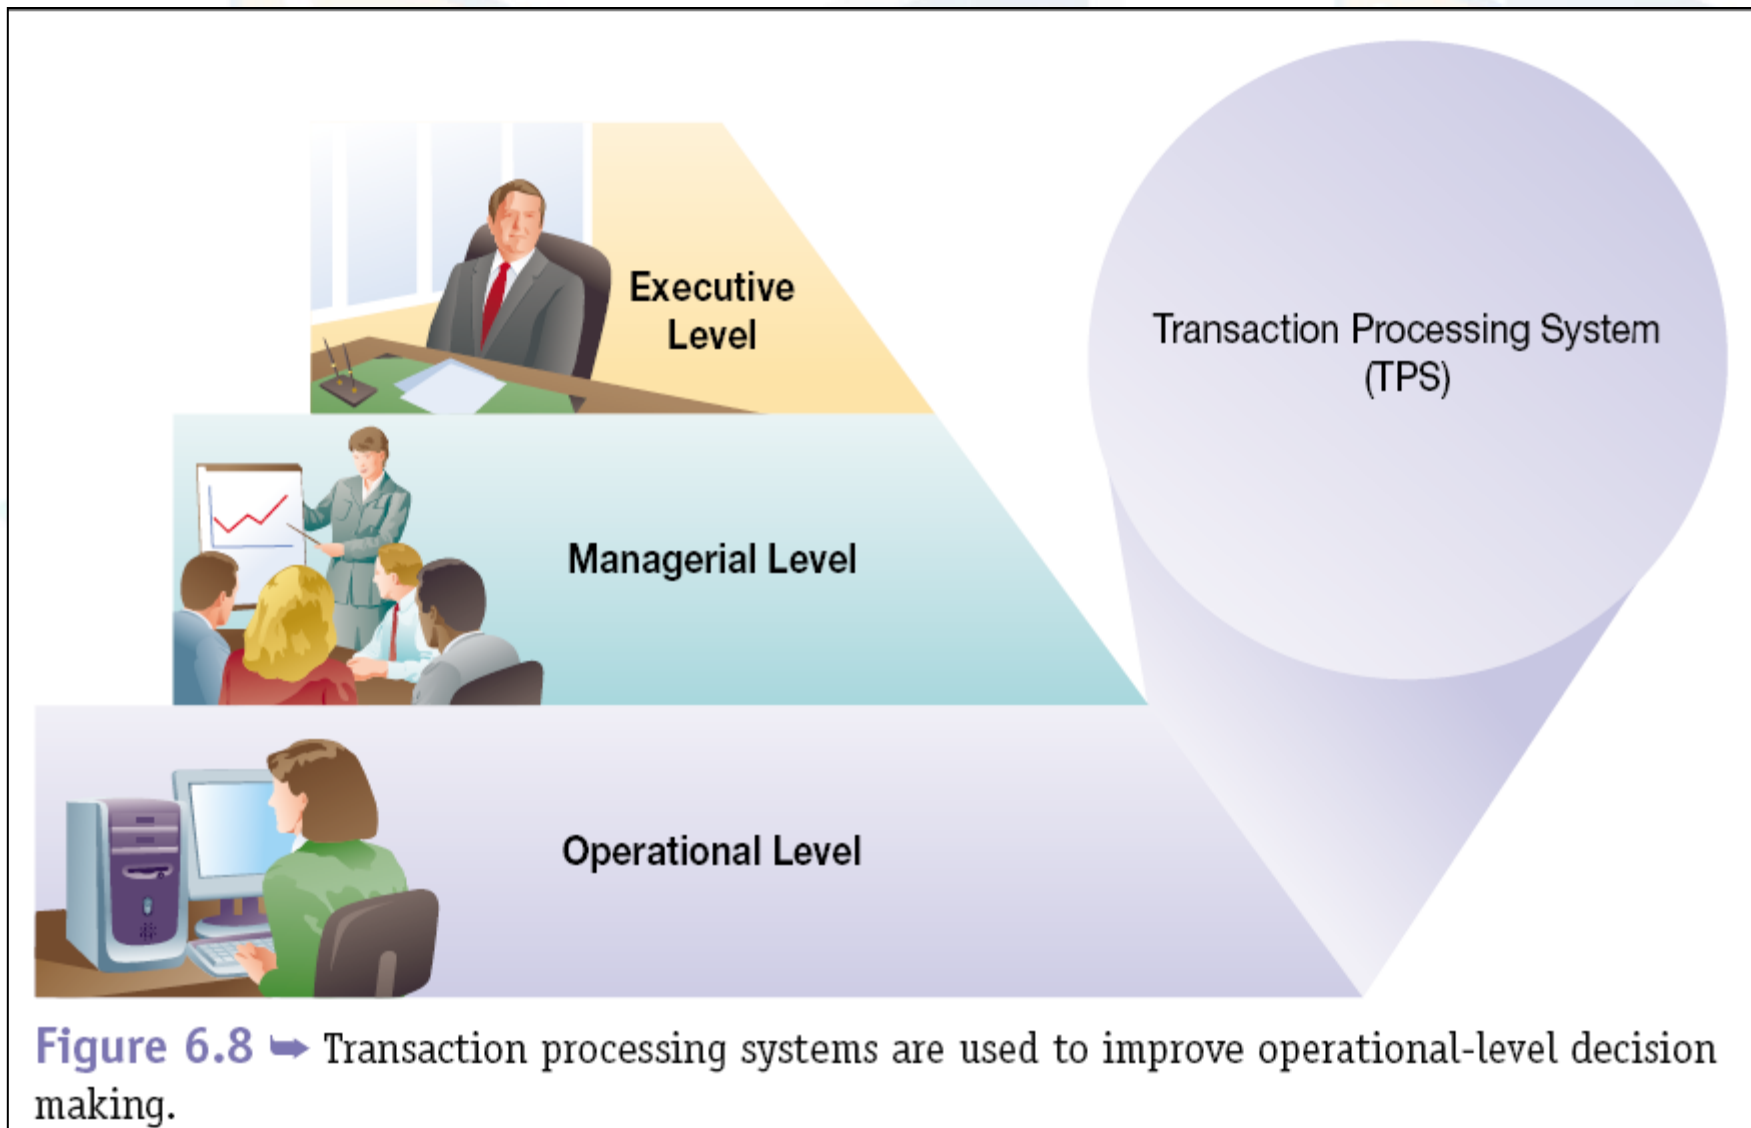 Executive
Level
Transaction Processing System
(TPS)
Managerial Level
Operational Level
Figure 6.8 ➥ Transaction processing systems are used to improve operational-level decision
making.